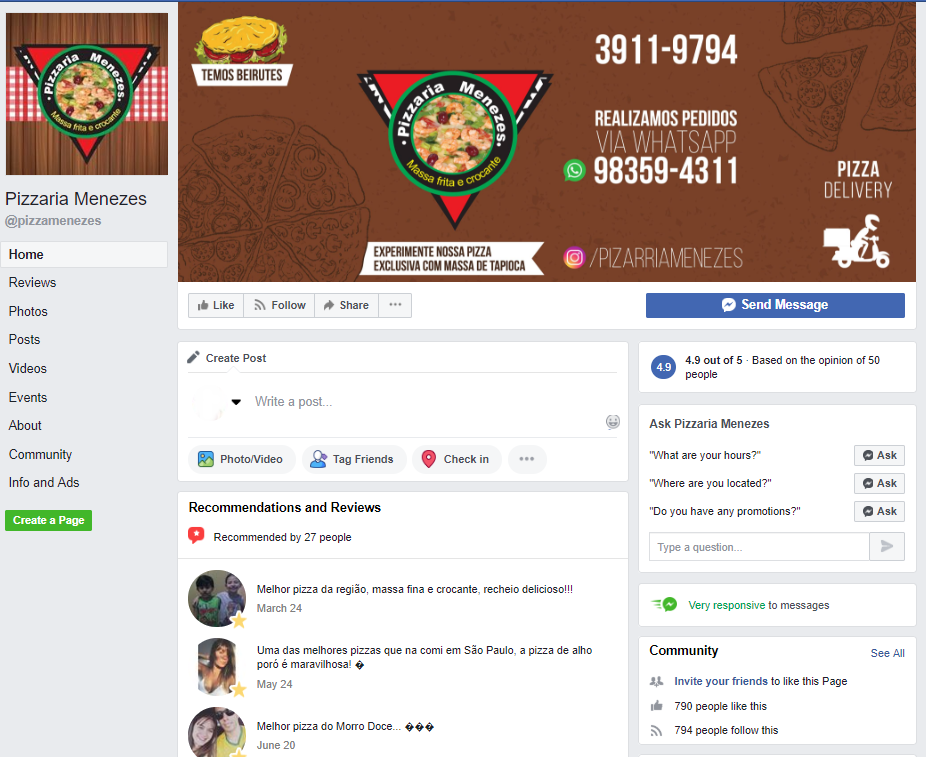 Pizzaria Menezes
Massa frita e crocante
Pizzaria Menezes
@pizzamenezes
Home
Reviews
Photos
Posts
Videos
Events
About
Community
Info and Ads
Create a Page
TEMOS BEIRUTES
Pizzaria Menezes
Massa frita e crocante
EXPERIMENTE NOSSA PIZZA
EXCLUSIVA COM MASSA DE TAPIOCA
3911-9794
REALIZAMOS PEDIDOS
VIA WHATSAPP
98359-4311
/PIZARRIAMENEZES
PIZZA
DELIVERY
Like
Follow
Share
Send Message
Create Post
Write a post...
Photo/Video
Tag Friends
Check in
Recommendations and Reviews
Recommended by 27 people
Melhor pizza da região, massa fina e crocante, recheio delicioso!!!
March 24
Uma das melhores pizzas que na comi em São Paulo, a pizza de alho
poró é maravilhosa! �
May 24
Melhor pizza do Morro Doce... ���
June 20
4.9
4.9 out of 5 · Based on the opinion of 50
people
Ask Pizzaria Menezes
"What are your hours?"
Ask
"Where are you located?"
Ask
"Do you have any promotions?"
Ask
Type a question...
Very responsive to messages
Community
See All
Invite your friends to like this Page
790 people like this
794 people follow this